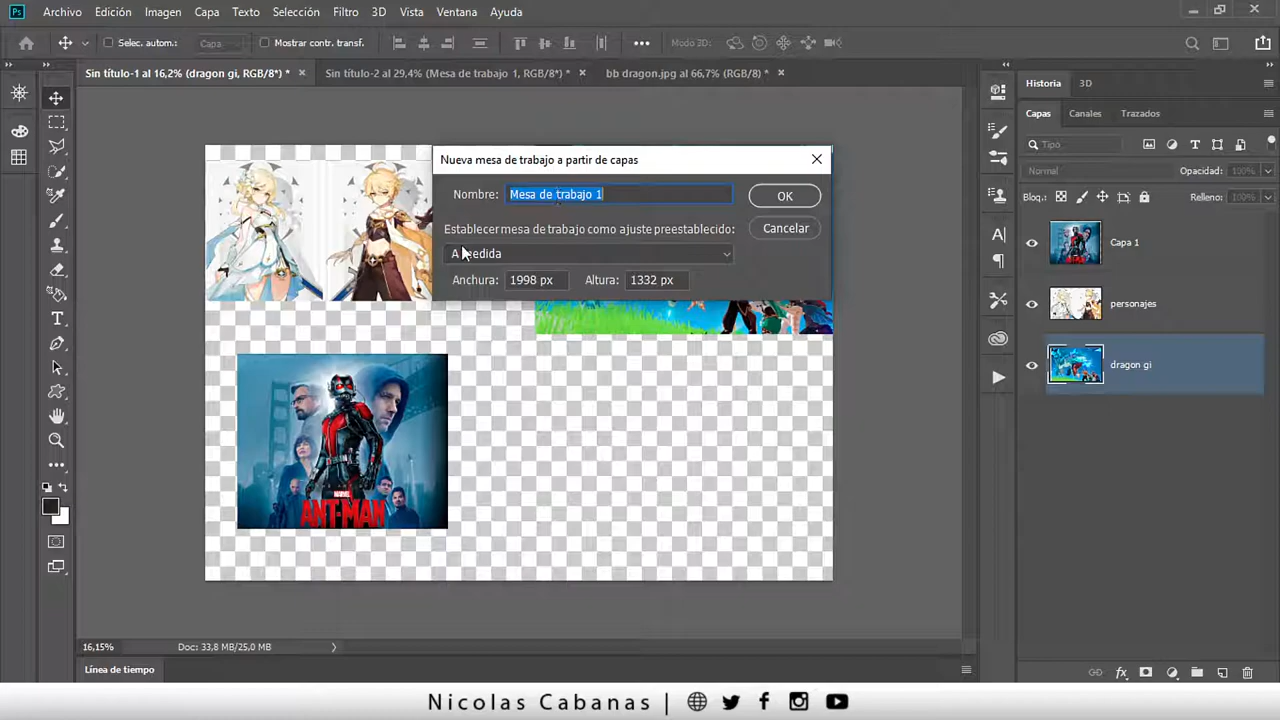 Ps Archivo Edición Imagen Capa Texto Selección Filtro 3D Vista Ventana Ayuda
Selec. autom.: Capa Mostrar contr. transf. Modo 3D:
Sin título-1 al 16,2% (dragon gi, RGB/8*) * Sin título-2 al 29,4% (Mesa de trabajo 1, RGB/8*) * bb dragon.jpg al 66,7% (RGB/8) *
Historia 3D
Capas Canales Trazados
Tipo
Normal Opacidad: 100%
Bloq.: Relleno: 100%
Capa 1
personajes
dragon gi
Nueva mesa de trabajo a partir de capas
Nombre: Mesa de trabajo 1 OK
Establecer mesa de trabajo como ajuste preestablecido: Cancelar
A medida
Anchura: 1998 px Altura: 1332 px
MARVEL
ANT-MAN
16,15% Doc: 33,8 MB/25,0 MB
Línea de tiempo
Nicolas Cabanas |